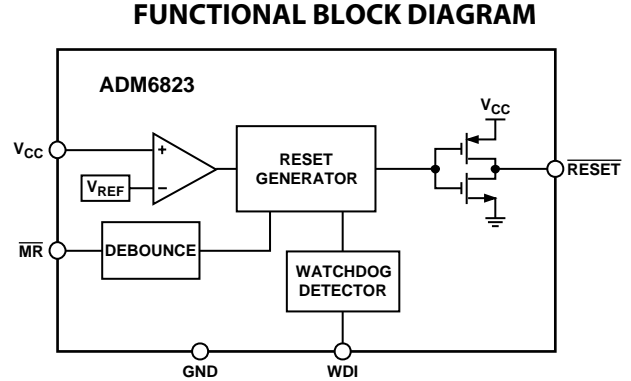 FUNCTIONAL BLOCK DIAGRAM
ADM6823
VCC
VCC
+
RESET
GENERATOR
RESET
VREF
−
MR
DEBOUNCE
WATCHDOG
DETECTOR
GND
WDI